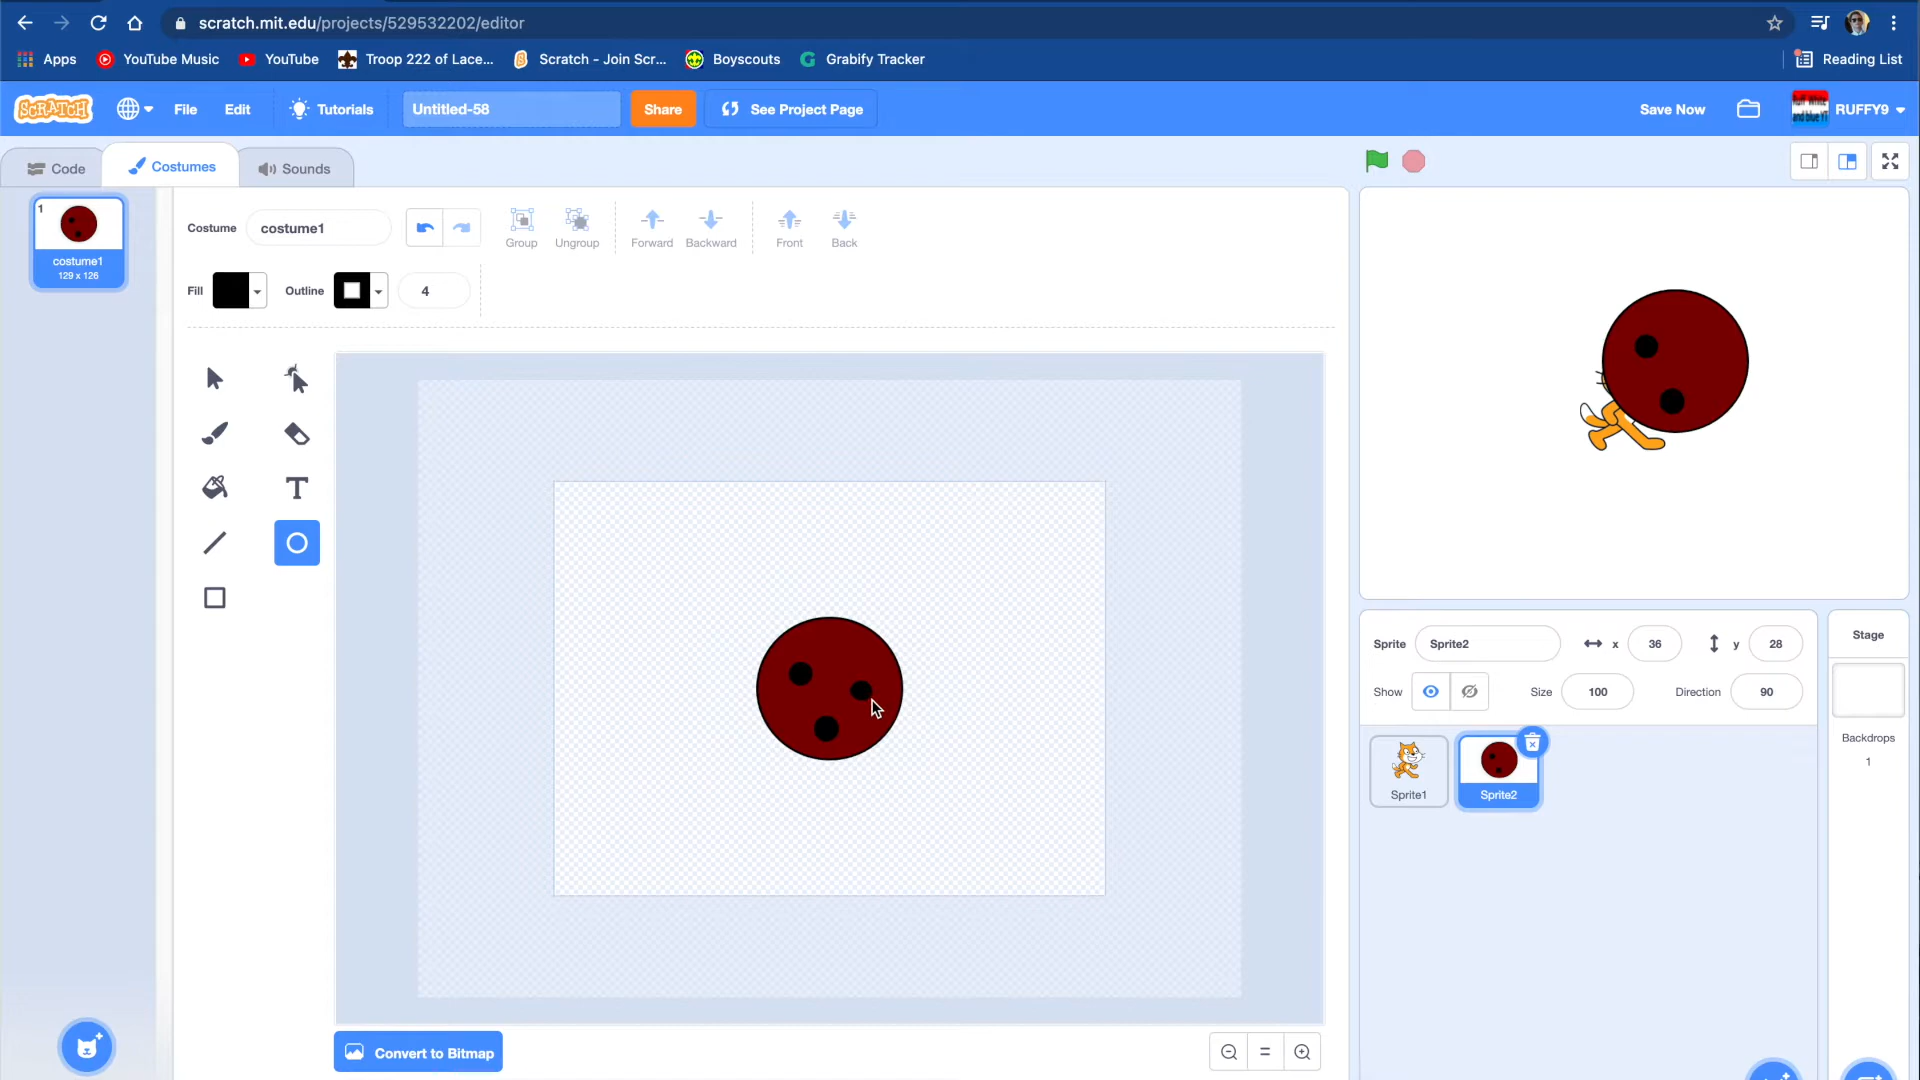 scratch.mit.edu/projects/529532202/editor
Apps YouTube Music YouTube Troop 222 of Lace... Scratch - Join Scr... Boyscouts Grabify Tracker Reading List
SCRATCH File Edit Tutorials Untitled-58 Share See Project Page Save Now RUFFY9
Code Costumes Sounds
1
costume1
129 x 126
Costume costume1 Group Ungroup Forward Backward Front Back
Fill Outline 4
T
Convert to Bitmap
Sprite Sprite2 x 36 y 28
Show Size 100 Direction 90
Sprite1 Sprite2
Stage
Backdrops
1